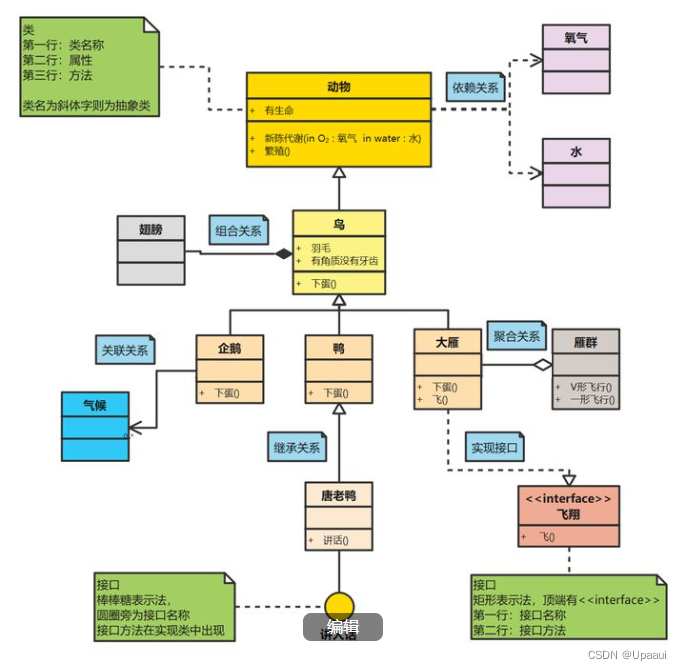 类
第一行：类名称
第二行：属性
第三行：方法
类名为斜体字则为抽象类
动物
+ 有生命
+ 新陈代谢(in O₂：氧气 in water：水)
+ 繁殖()
依赖关系
氧气
水
翅膀
组合关系
鸟
+ 羽毛
+ 有角质没有牙齿
+ 下蛋()
关联关系
企鹅
+ 下蛋()
鸭
+ 下蛋()
大雁
+ 下蛋()
+ 飞()
聚合关系
雁群
+ V形飞行()
+ 一形飞行()
气候
继承关系
实现接口
唐老鸭
+ 讲话()
<<interface>>
飞翔
+ 飞()
接口
棒棒糖表示法，
圆圈旁为接口名称
接口方法在实现类中出现
编辑
接口
矩形表示法，顶端有<<interface>>
第一行：接口名称
第二行：接口方法
CSDN @Upaaui